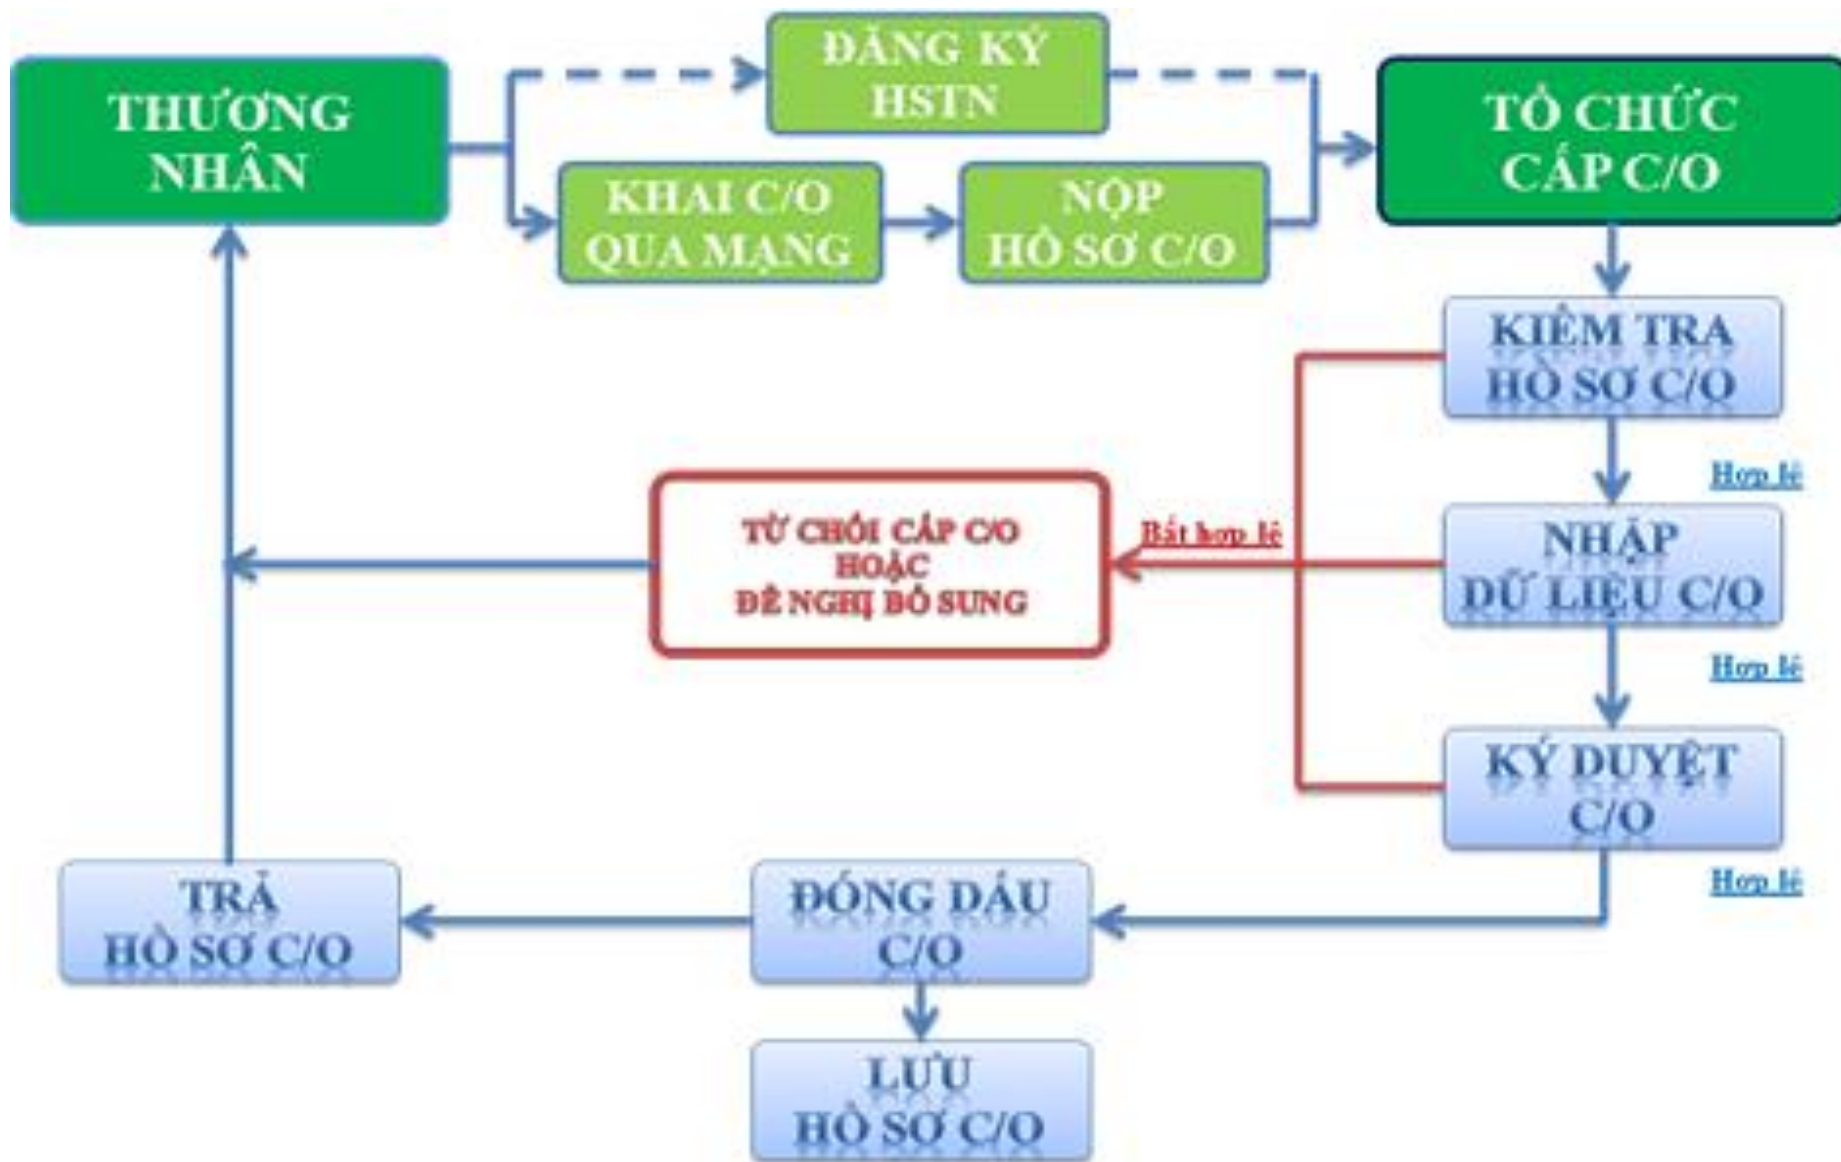 ĐĂNG KÝ
HSTN
THƯƠNG
NHÂN
TỔ CHỨC
CẤP C/O
KHAI C/O
QUA MẠNG
NỘP
HỒ SƠ C/O
KIỂM TRA
HỒ SƠ C/O
Hợp lệ
TỪ CHỐI CẤP C/O
HOẶC
ĐỀ NGHỊ BỔ SUNG
Bất hợp lệ
NHẬP
DỮ LIỆU C/O
Hợp lệ
KÝ DUYỆT
C/O
Hợp lệ
TRẢ
HỒ SƠ C/O
ĐÓNG DẤU
C/O
LƯU
HỒ SƠ C/O